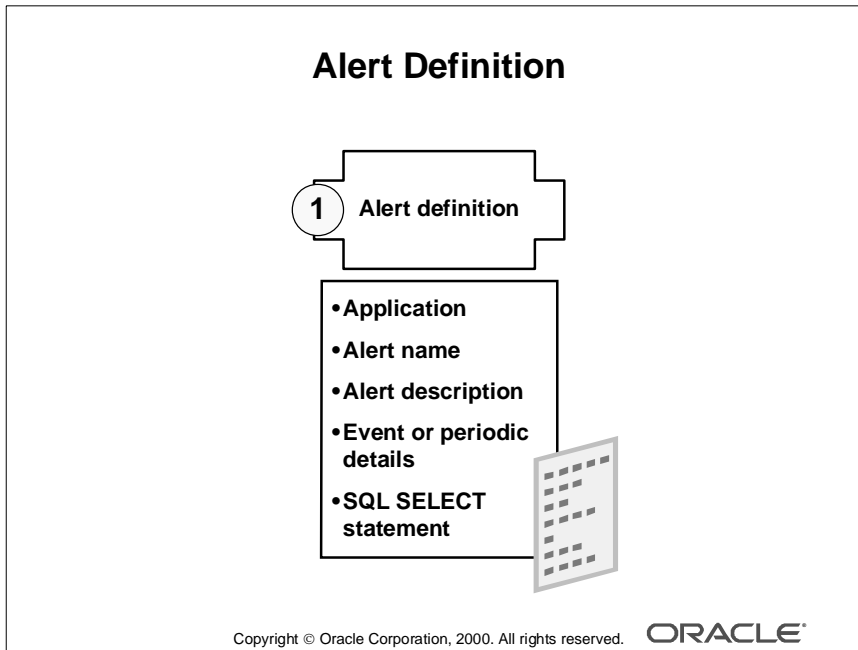 Alert Definition
1 Alert definition
•Application
•Alert name
•Alert description
•Event or periodic
details
•SQL SELECT
statement
Copyright © Oracle Corporation, 2000. All rights reserved. ORACLE®